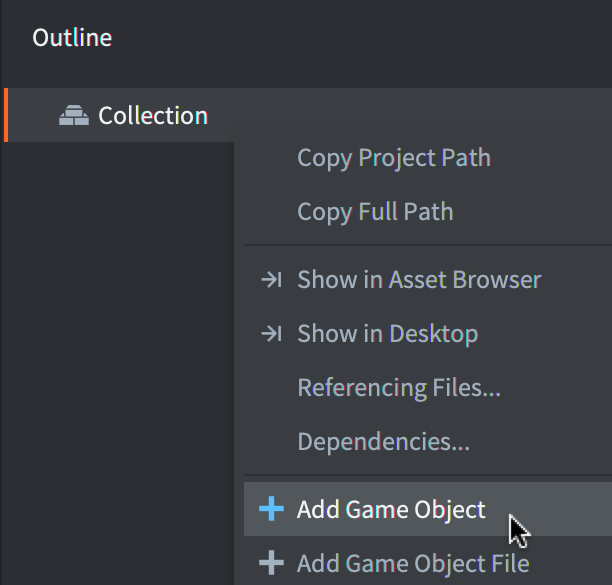 Outline
Collection
Copy Project Path
Copy Full Path
Show in Asset Browser
Show in Desktop
Referencing Files...
Dependencies...
Add Game Object
Add Game Object File